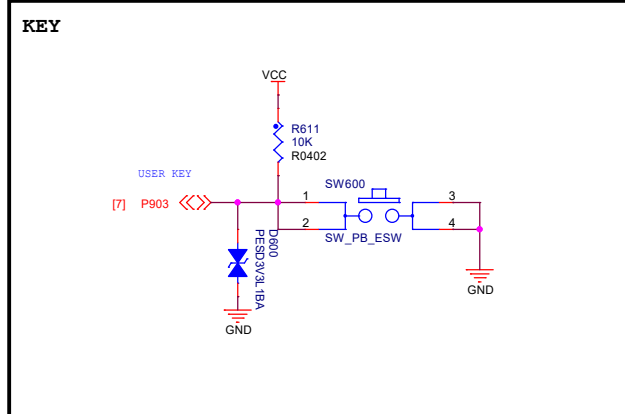 KEY
VCC
R611
10K
R0402
USER KEY
[7] P903
SW600
1
2
3
4
SW_PB_ESW
D600
PESD3V3L1BA
GND
GND